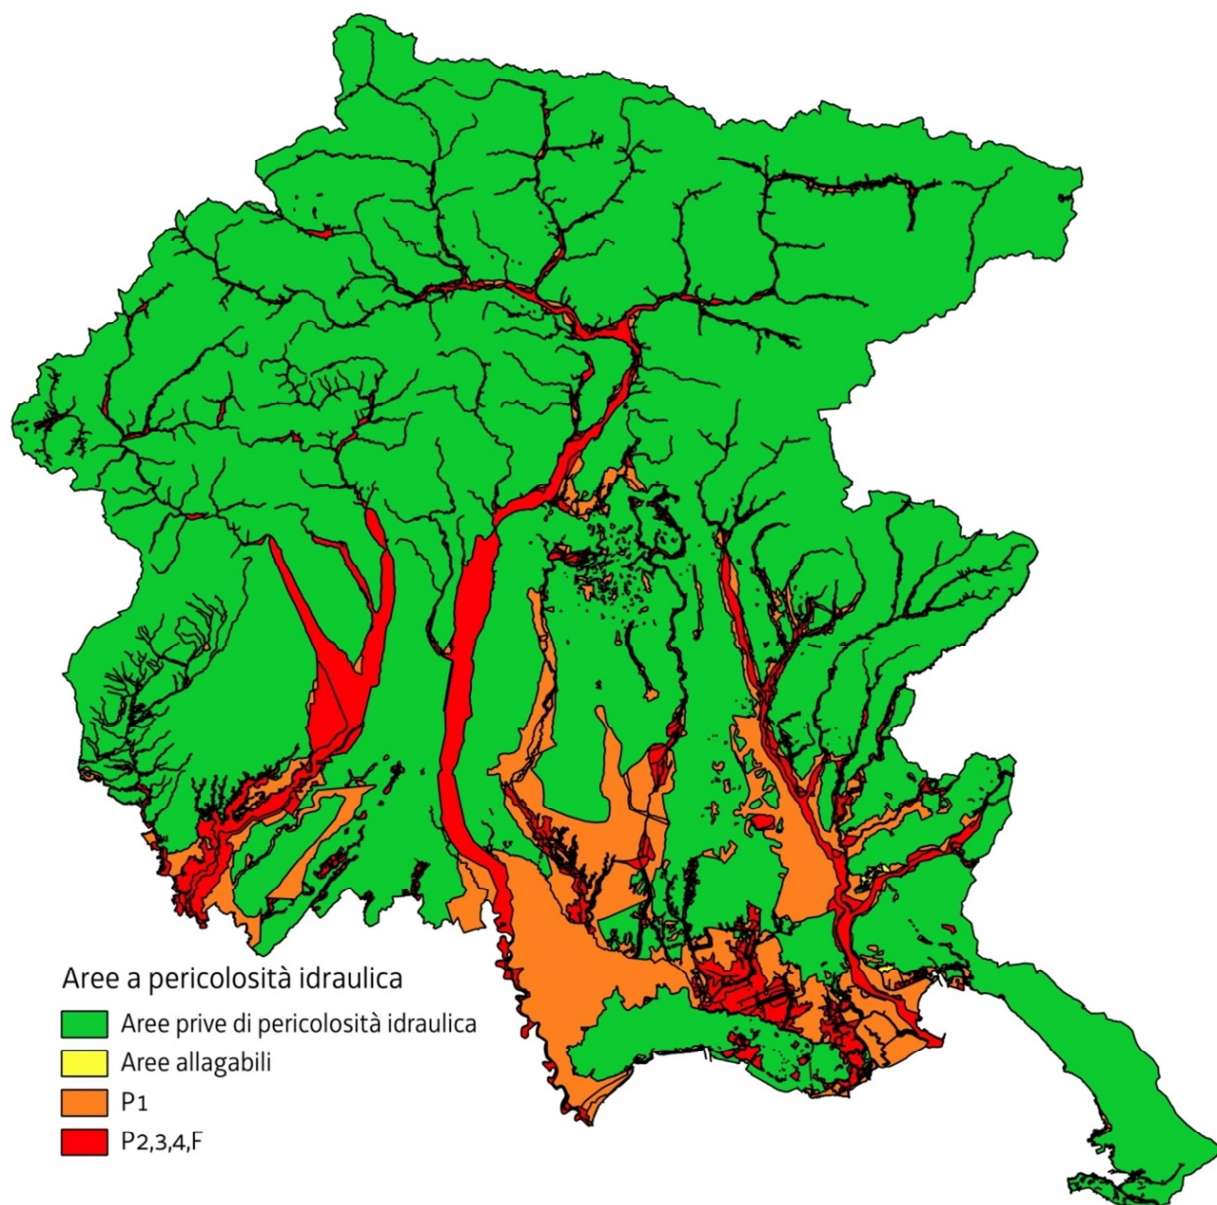 Aree a pericolosità idraulica
Aree prive di pericolosità idraulica
Aree allagabili
P1
P2,3,4,F